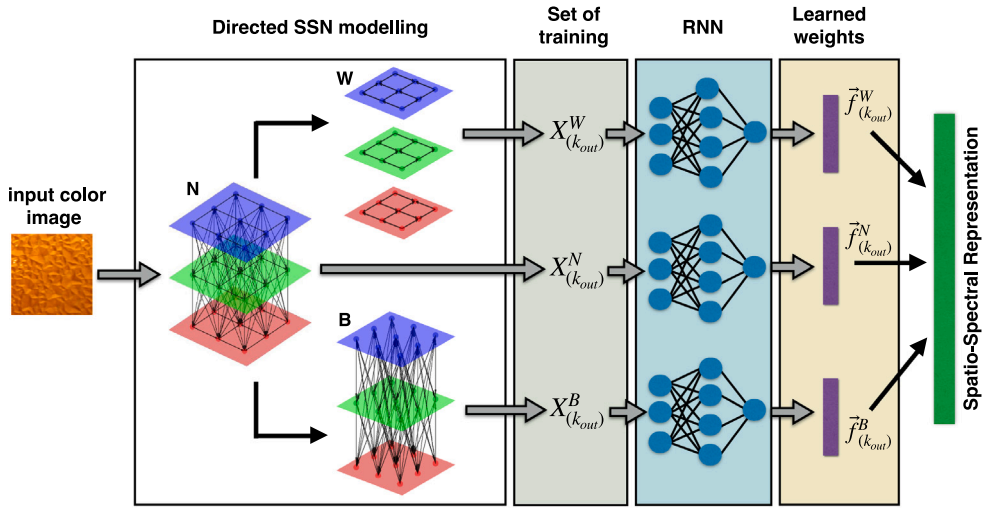 Directed SSN modelling
Set of
training
RNN
Learned
weights
W
N
B
input color
image
X^W_(k_out)
X^N_(k_out)
X^B_(k_out)
f⃗^W_(k_out)
f⃗^N_(k_out)
f⃗^B_(k_out)
Spatio-Spectral Representation